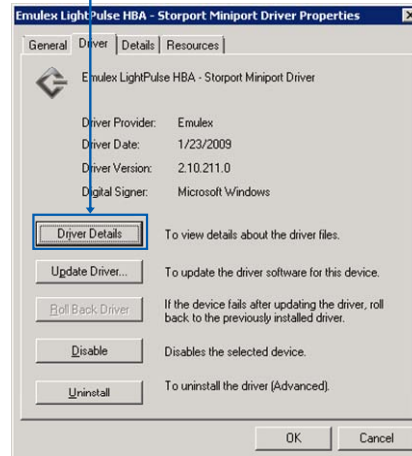 Emulex LightPulse HBA - Storport Miniport Driver Properties
General Driver Details Resources
Emulex LightPulse HBA - Storport Miniport Driver
Driver Provider: Emulex
Driver Date: 1/23/2009
Driver Version: 2.10.211.0
Digital Signer: Microsoft Windows
Driver Details To view details about the driver files.
Update Driver... To update the driver software for this device.
Roll Back Driver If the device fails after updating the driver, roll
back to the previously installed driver.
Disable Disables the selected device.
Uninstall To uninstall the driver (Advanced).
OK Cancel